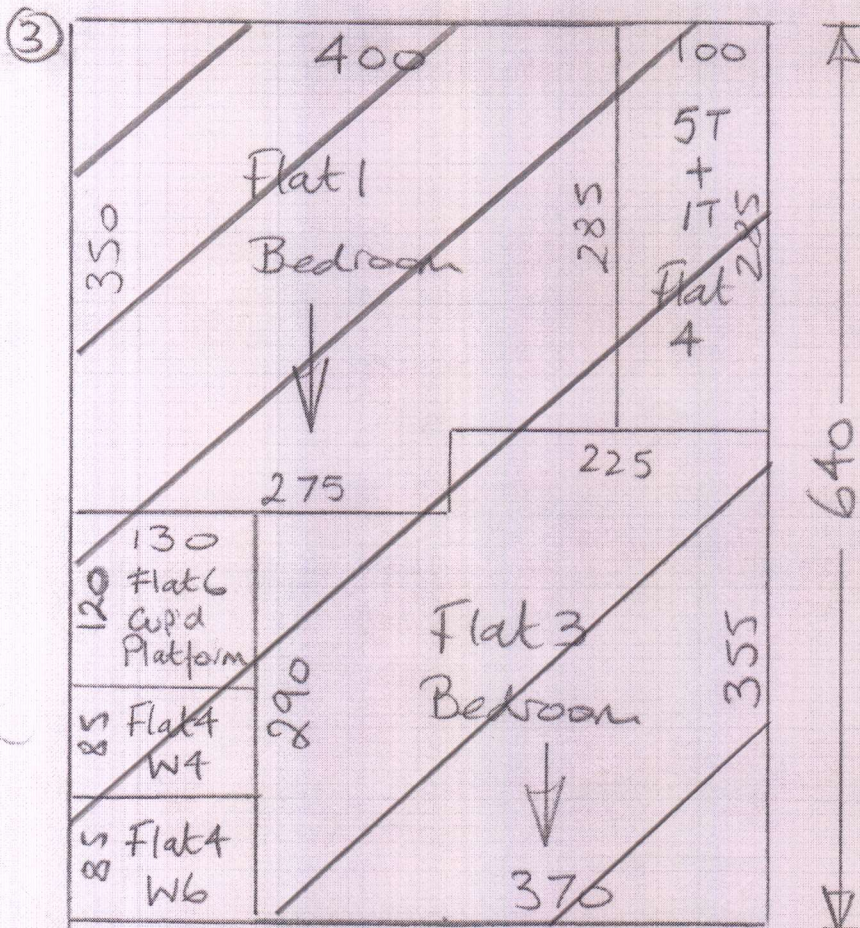 3
400
100
Flat 1
Bedroom
350
285
5T
+
1T
285
Flat
4
275
225
130
Flat 6
Cup'd
Platform
120
85
Flat 4
W4
85
Flat 4
W6
290
Flat 3
Bedroom
355
370
640